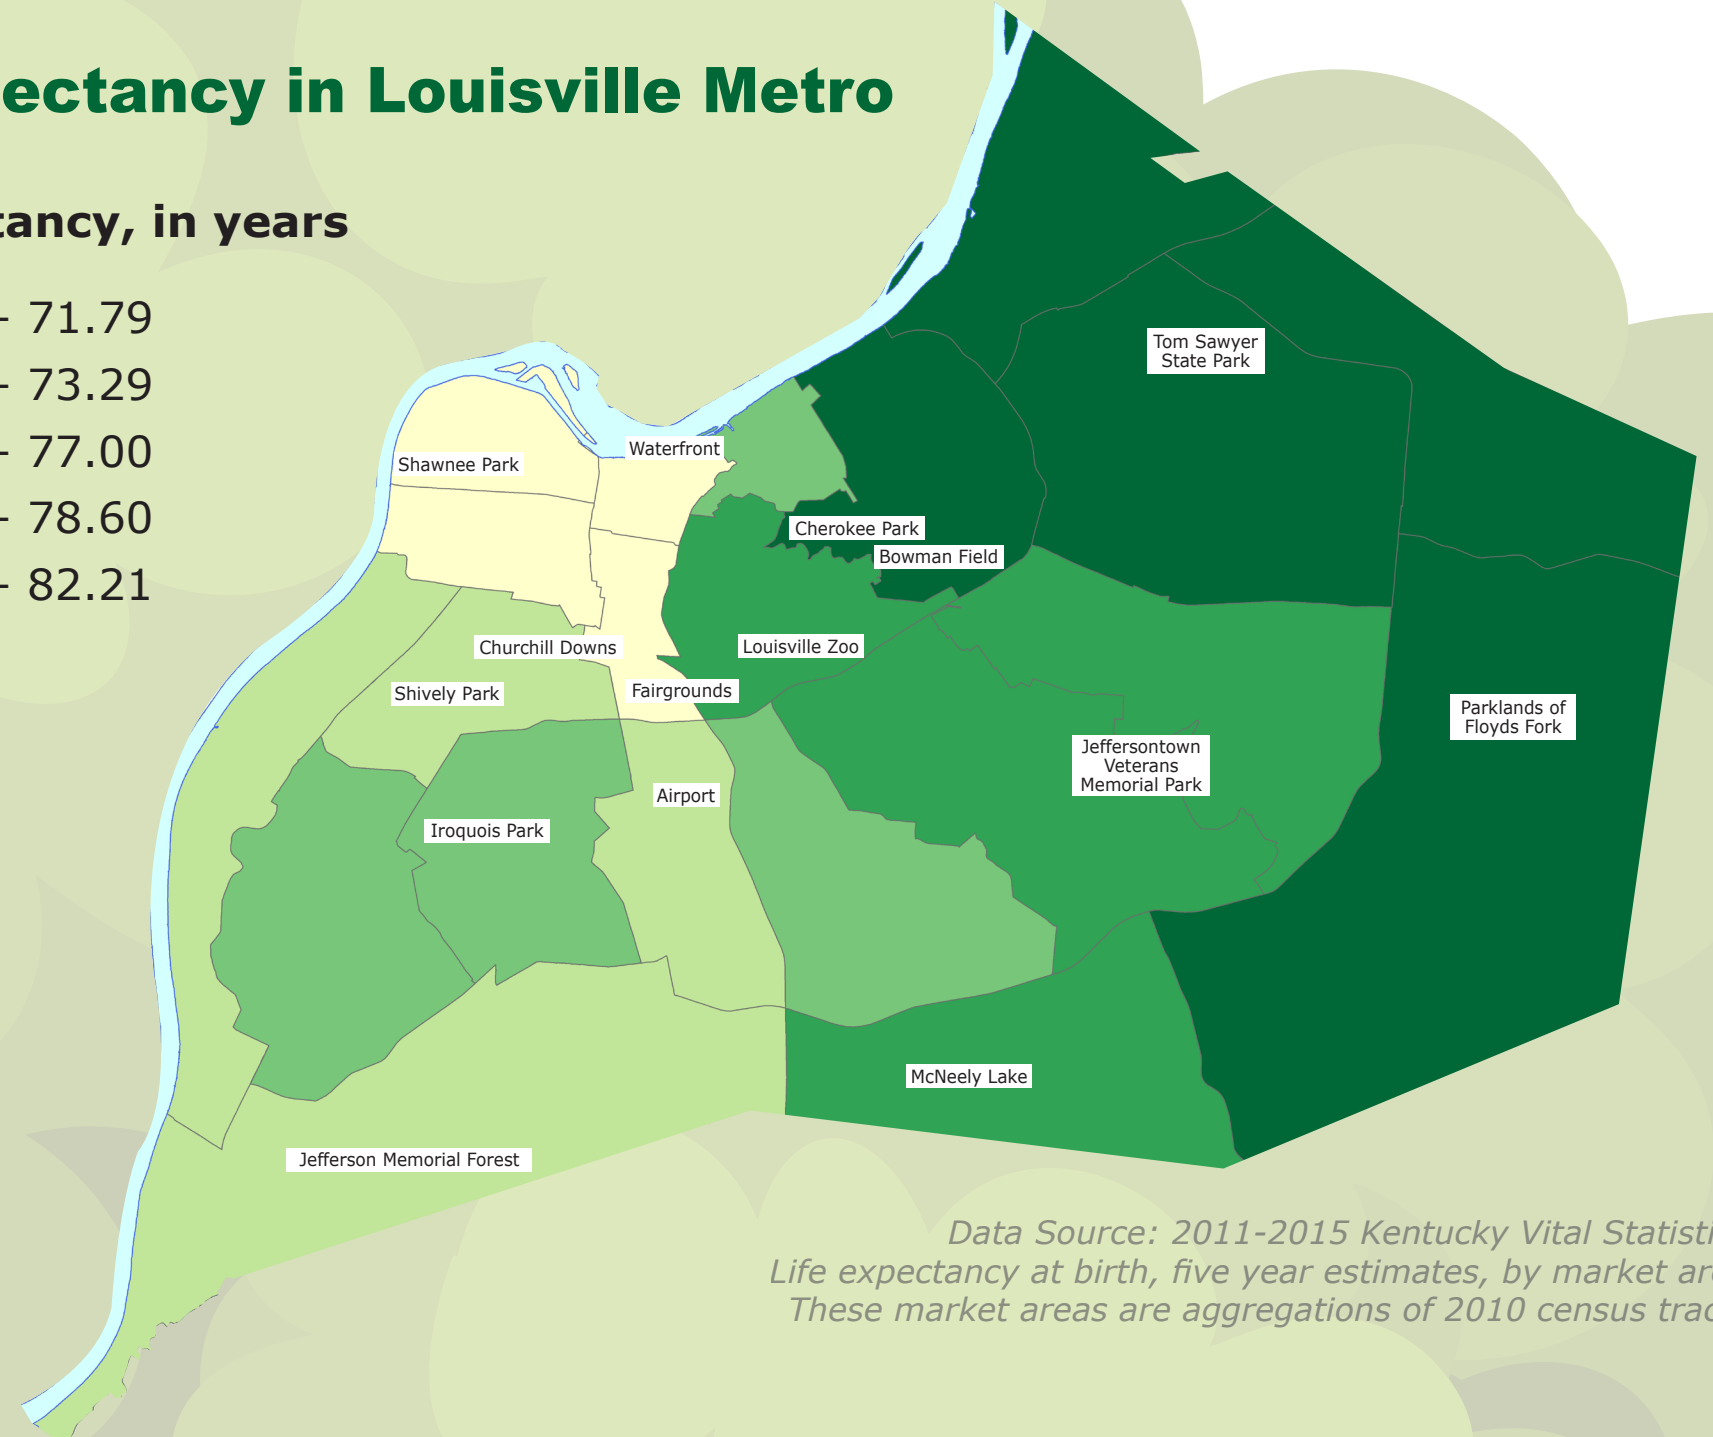 ectancy in Louisville Metro
tancy, in years
- 71.79
- 73.29
- 77.00
- 78.60
- 82.21
Tom Sawyer
State Park
Waterfront
Shawnee Park
Cherokee Park
Bowman Field
Churchill Downs
Louisville Zoo
Shively Park
Fairgrounds
Parklands of
Floyds Fork
Jeffersontown
Veterans
Memorial Park
Airport
Iroquois Park
McNeely Lake
Jefferson Memorial Forest
Data Source: 2011-2015 Kentucky Vital Statisti
Life expectancy at birth, five year estimates, by market are
These market areas are aggregations of 2010 census trac